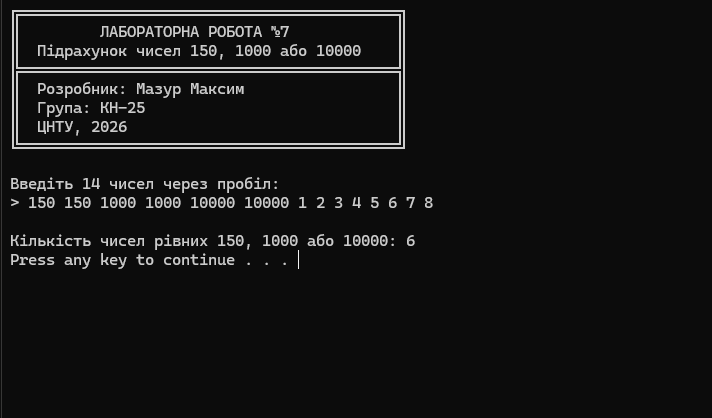 ЛАБОРАТОРНА РОБОТА №7
Підрахунок чисел 150, 1000 або 10000
Розробник: Мазур Максим
Група: КН-25
ЦНТУ, 2026
Введіть 14 чисел через пробіл:
> 150 150 1000 1000 10000 10000 1 2 3 4 5 6 7 8
Кількість чисел рівних 150, 1000 або 10000: 6
Press any key to continue . . .